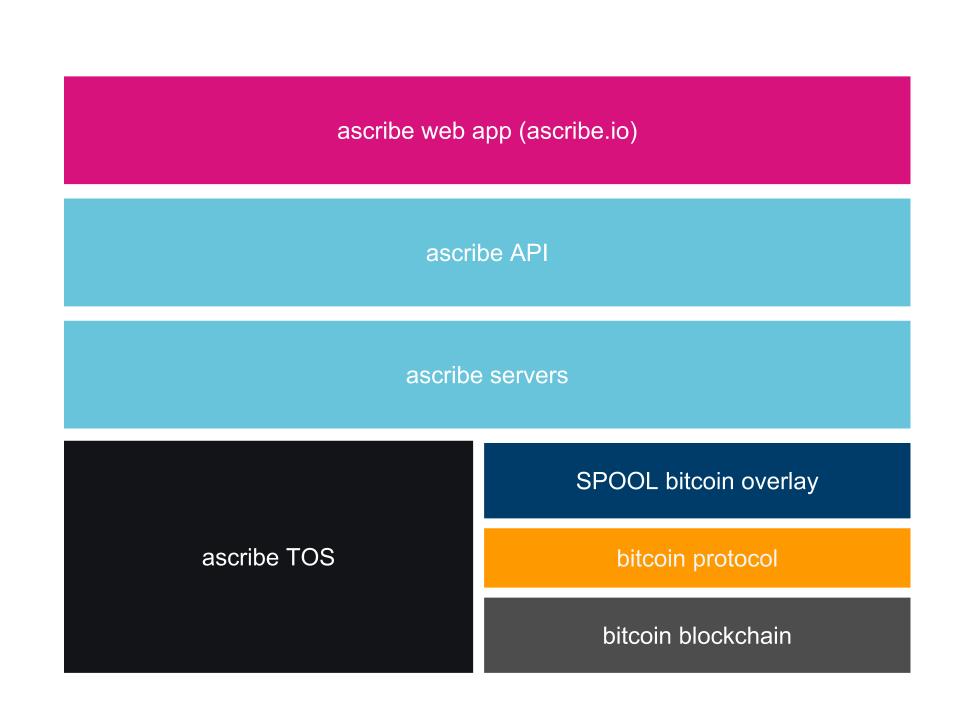 ascribe web app (ascribe.io)
ascribe API
ascribe servers
SPOOL bitcoin overlay
ascribe TOS
bitcoin protocol
bitcoin blockchain